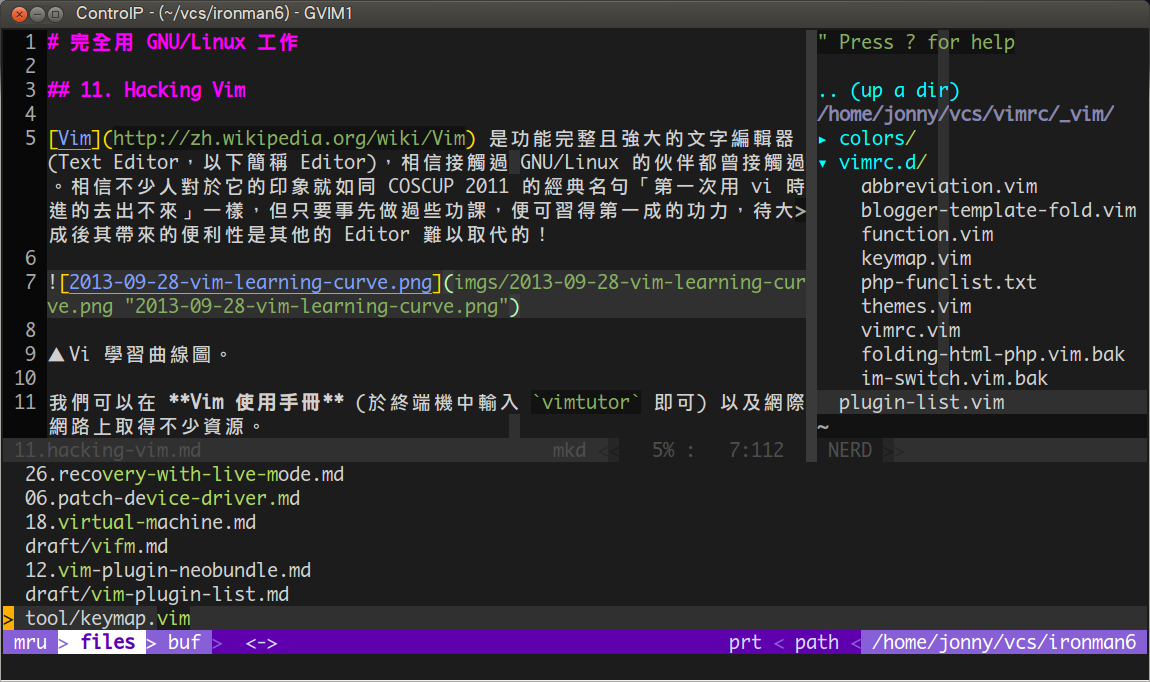 ControlP - (~/vcs/ironman6) - GVIM1
1 # 完全用 GNU/Linux 工作
2
3 ## 11. Hacking Vim
4
5 [Vim](http://zh.wikipedia.org/wiki/Vim) 是功能完整且強大的文字編輯器
(Text Editor，以下簡稱 Editor)，相信接觸過 GNU/Linux 的伙伴都曾接觸過
。相信不少人對於它的印象就如同 COSCUP 2011 的經典名句「第一次用 vi 時
進的去出不來」一樣，但只要事先做過些功課，便可習得第一成的功力，待大>
成後其帶來的便利性是其他的 Editor 難以取代的！
6
7 ![2013-09-28-vim-learning-curve.png](imgs/2013-09-28-vim-learning-cur
ve.png "2013-09-28-vim-learning-curve.png")
8
9 ▲Vi 學習曲線圖。
10
11 我們可以在 **Vim 使用手冊** (於終端機中輸入 `vimtutor` 即可) 以及網際
網路上取得不少資源。
11.hacking-vim.md mkd << 5% : 7:112
" Press ? for help
.. (up a dir)
/home/jonny/vcs/vimrc/_vim/
▸ colors/
▾ vimrc.d/
abbreviation.vim
blogger-template-fold.vim
function.vim
keymap.vim
php-funclist.txt
themes.vim
vimrc.vim
folding-html-php.vim.bak
im-switch.vim.bak
plugin-list.vim
~
NERD >>
26.recovery-with-live-mode.md
06.patch-device-driver.md
18.virtual-machine.md
draft/vifm.md
12.vim-plugin-neobundle.md
draft/vim-plugin-list.md
> tool/keymap.vim
mru > files > buf > <-> prt < path < /home/jonny/vcs/ironman6